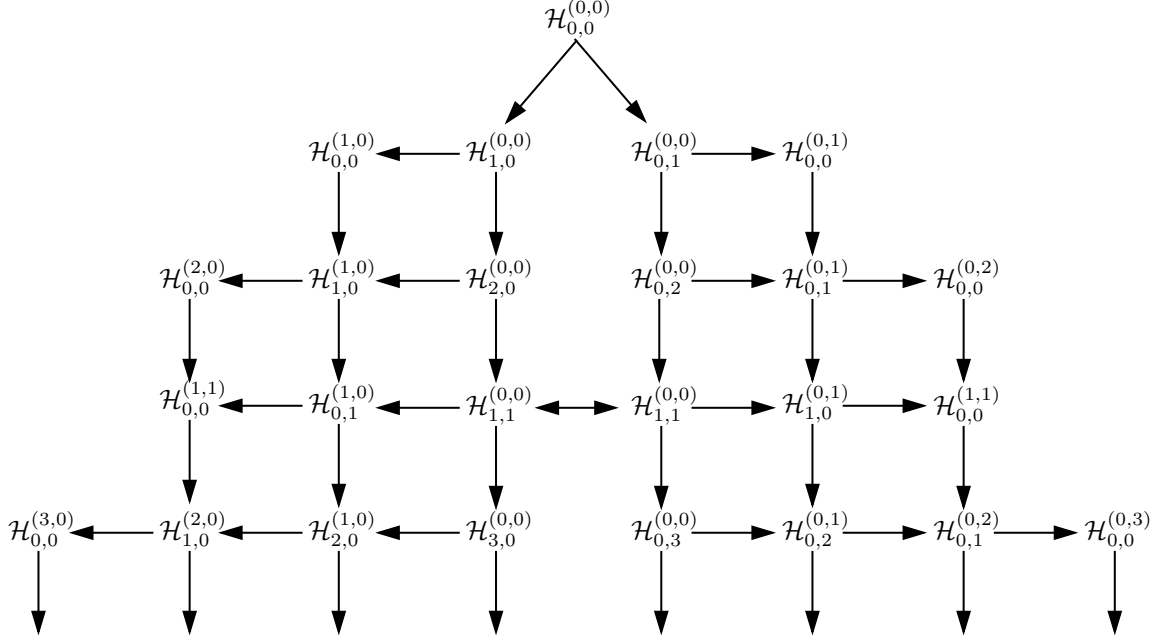 $\mathcal{H}_{0,0}^{(0,0)}$
$\mathcal{H}_{0,0}^{(1,0)}$ $\mathcal{H}_{1,0}^{(0,0)}$ $\mathcal{H}_{0,1}^{(0,0)}$ $\mathcal{H}_{0,0}^{(0,1)}$
$\mathcal{H}_{0,0}^{(2,0)}$ $\mathcal{H}_{1,0}^{(1,0)}$ $\mathcal{H}_{2,0}^{(0,0)}$ $\mathcal{H}_{0,2}^{(0,0)}$ $\mathcal{H}_{0,1}^{(0,1)}$ $\mathcal{H}_{0,0}^{(0,2)}$
$\mathcal{H}_{0,0}^{(1,1)}$ $\mathcal{H}_{0,1}^{(1,0)}$ $\mathcal{H}_{1,1}^{(0,0)}$ $\mathcal{H}_{1,1}^{(0,0)}$ $\mathcal{H}_{1,0}^{(0,1)}$ $\mathcal{H}_{0,0}^{(1,1)}$
$\mathcal{H}_{0,0}^{(3,0)}$ $\mathcal{H}_{1,0}^{(2,0)}$ $\mathcal{H}_{2,0}^{(1,0)}$ $\mathcal{H}_{3,0}^{(0,0)}$ $\mathcal{H}_{0,3}^{(0,0)}$ $\mathcal{H}_{0,2}^{(0,1)}$ $\mathcal{H}_{0,1}^{(0,2)}$ $\mathcal{H}_{0,0}^{(0,3)}$